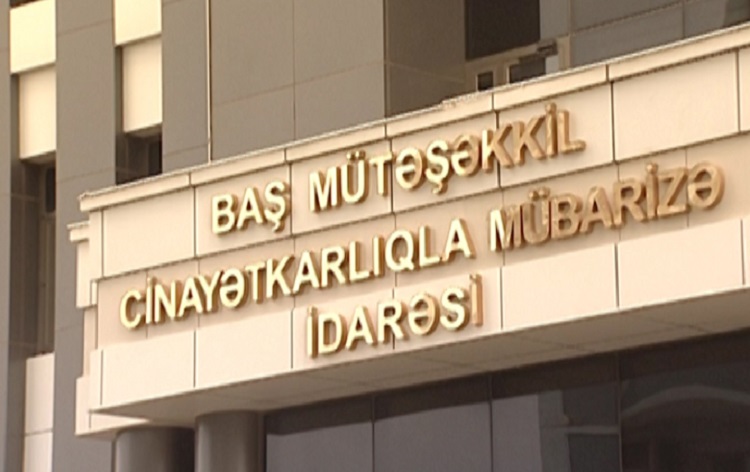 BAŞ MÜTƏŞƏKKİL
CİNAYƏTKARLIQLA MÜBARİZƏ
İDARƏSİ